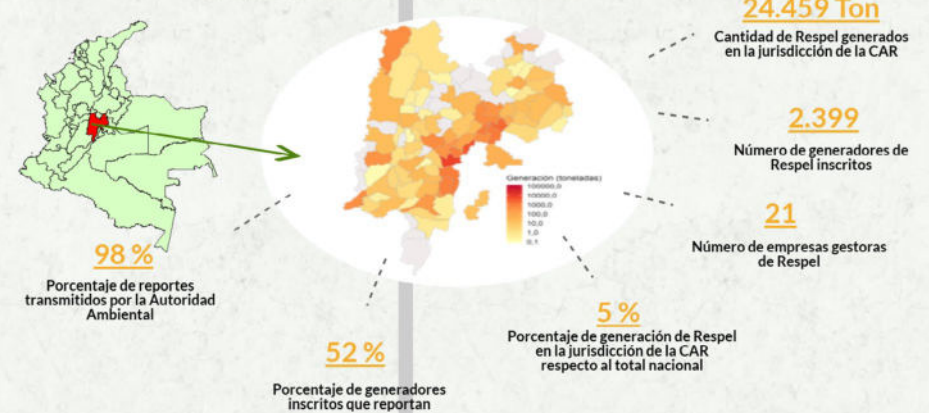 24.459 Ton
Cantidad de Respel generados
en la jurisdicción de la CAR
2.399
Número de generadores de
Respel inscritos
Generación (toneladas)
100000,0
10000,0
1000,0
100,0
10,0
1,0
0,1
21
Número de empresas gestoras
de Respel
98 %
Porcentaje de reportes
transmitidos por la Autoridad
Ambiental
5 %
Porcentaje de generación de Respel
en la jurisdicción de la CAR
respecto al total nacional
52 %
Porcentaje de generadores
inscritos que reportan